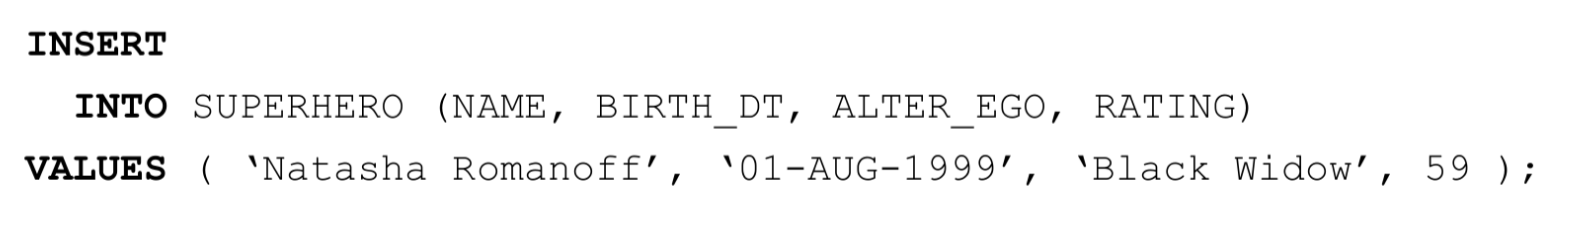 INSERT
INTO SUPERHERO (NAME, BIRTH_DT, ALTER_EGO, RATING)
VALUES ( ‘Natasha Romanoff’, ‘01-AUG-1999’, ‘Black Widow’, 59 );